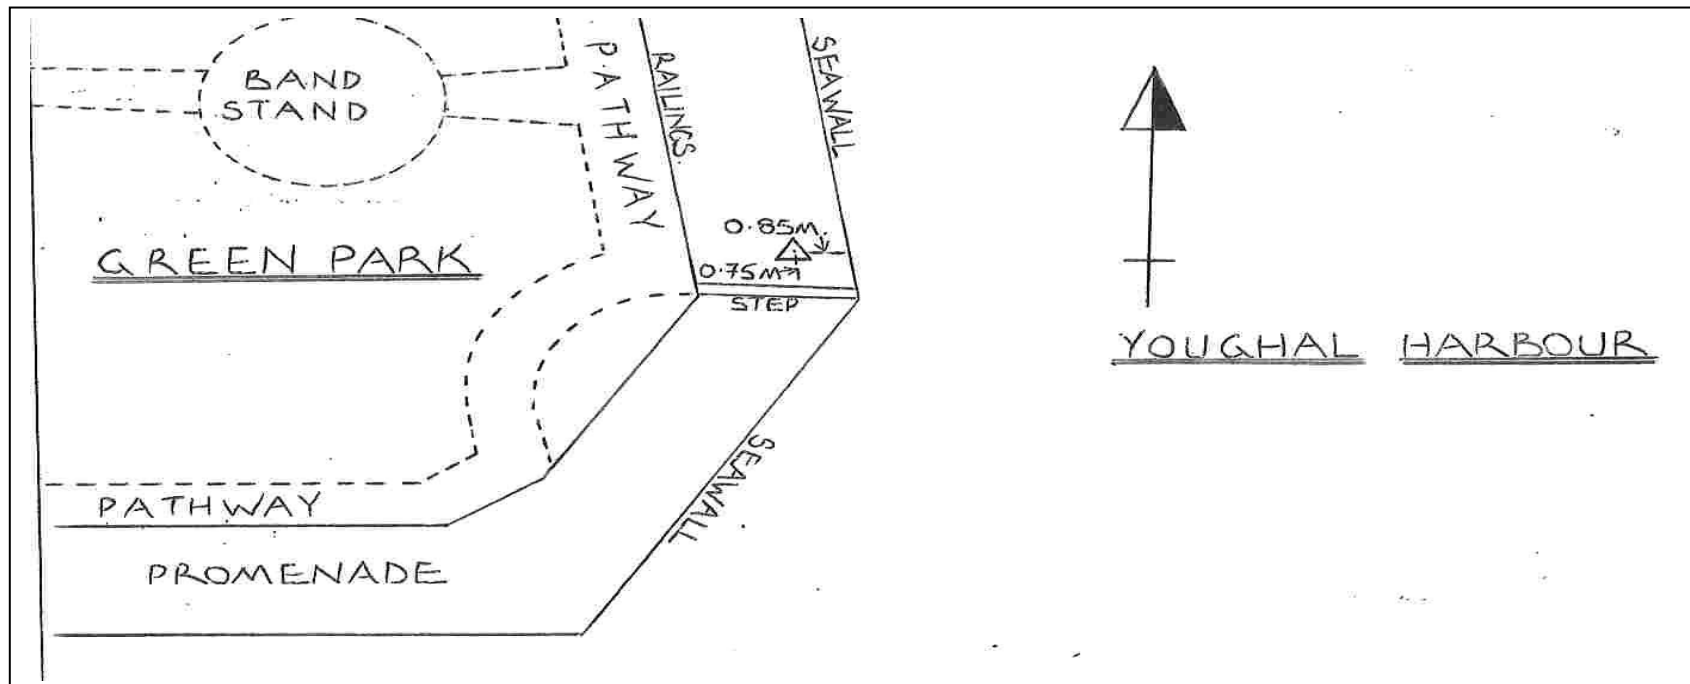 BAND
STAND
PATHWAY
RAILINGS.
SEAWALL
0.85M.
GREEN PARK
0.75M
STEP
YOUGHAL HARBOUR
SEAWALL
PATHWAY
PROMENADE